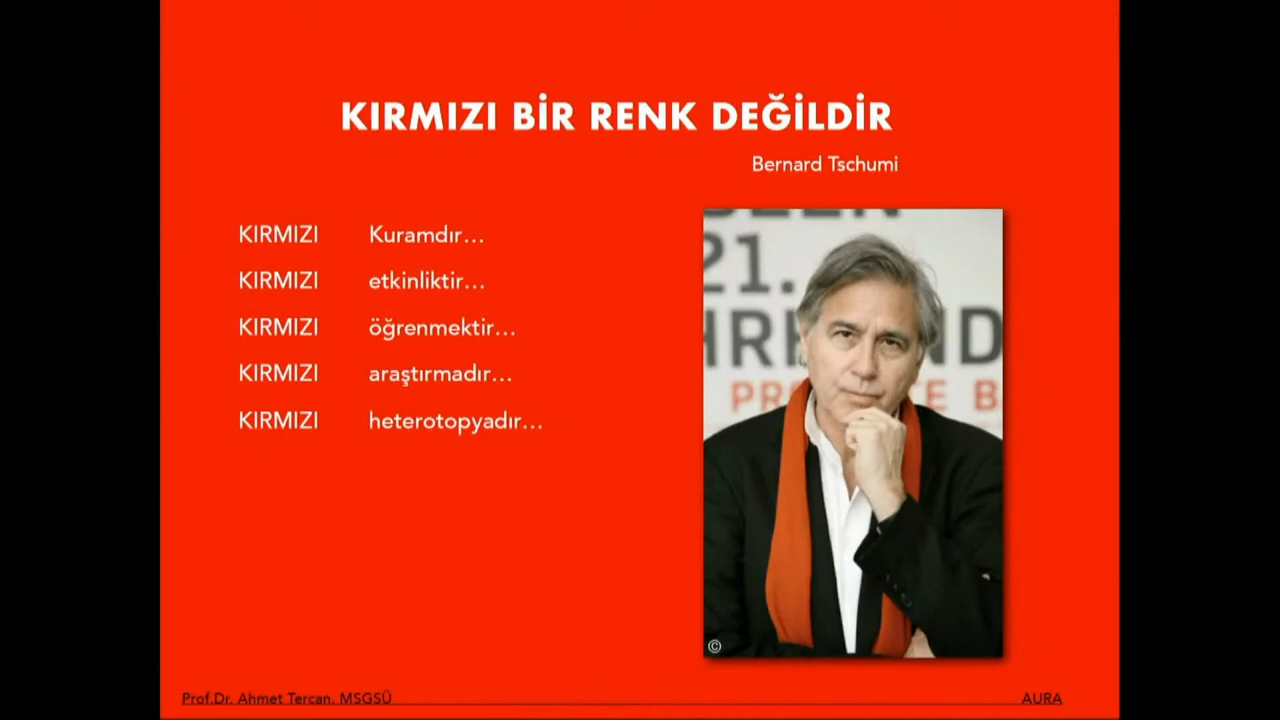 KIRMIZI BİR RENK DEĞİLDİR
Bernard Tschumi
KIRMIZI Kuramdır…
KIRMIZI etkinliktir…
KIRMIZI öğrenmektir…
KIRMIZI araştırmadır…
KIRMIZI heterotopyadır…
21.
©
Prof.Dr. Ahmet Tercan, MSGSÜ
AURA